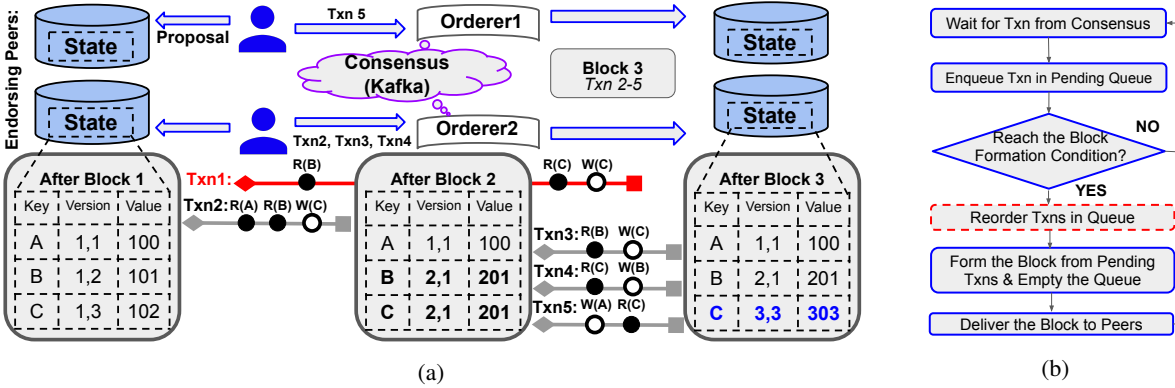 Endorsing Peers:
State
Proposal
Txn 5
Orderer1
Consensus
(Kafka)
Block 3
Txn 2-5
State
State
Txn2, Txn3, Txn4
Orderer2
State
After Block 1
Key Version Value
A 1,1 100
B 1,2 101
C 1,3 102
Txn1:
R(B)
R(C) W(C)
Txn2: R(A) R(B) W(C)
After Block 2
Key Version Value
A 1,1 100
B 2,1 201
C 2,1 201
Txn3: R(B) W(C)
Txn4: R(C) W(B)
Txn5: W(A) R(C)
After Block 3
Key Version Value
A 1,1 100
B 2,1 201
C 3,3 303
(a)
Wait for Txn from Consensus
Enqueue Txn in Pending Queue
Reach the Block
Formation Condition?
NO
YES
Reorder Txns in Queue
Form the Block from Pending
Txns & Empty the Queue
Deliver the Block to Peers
(b)